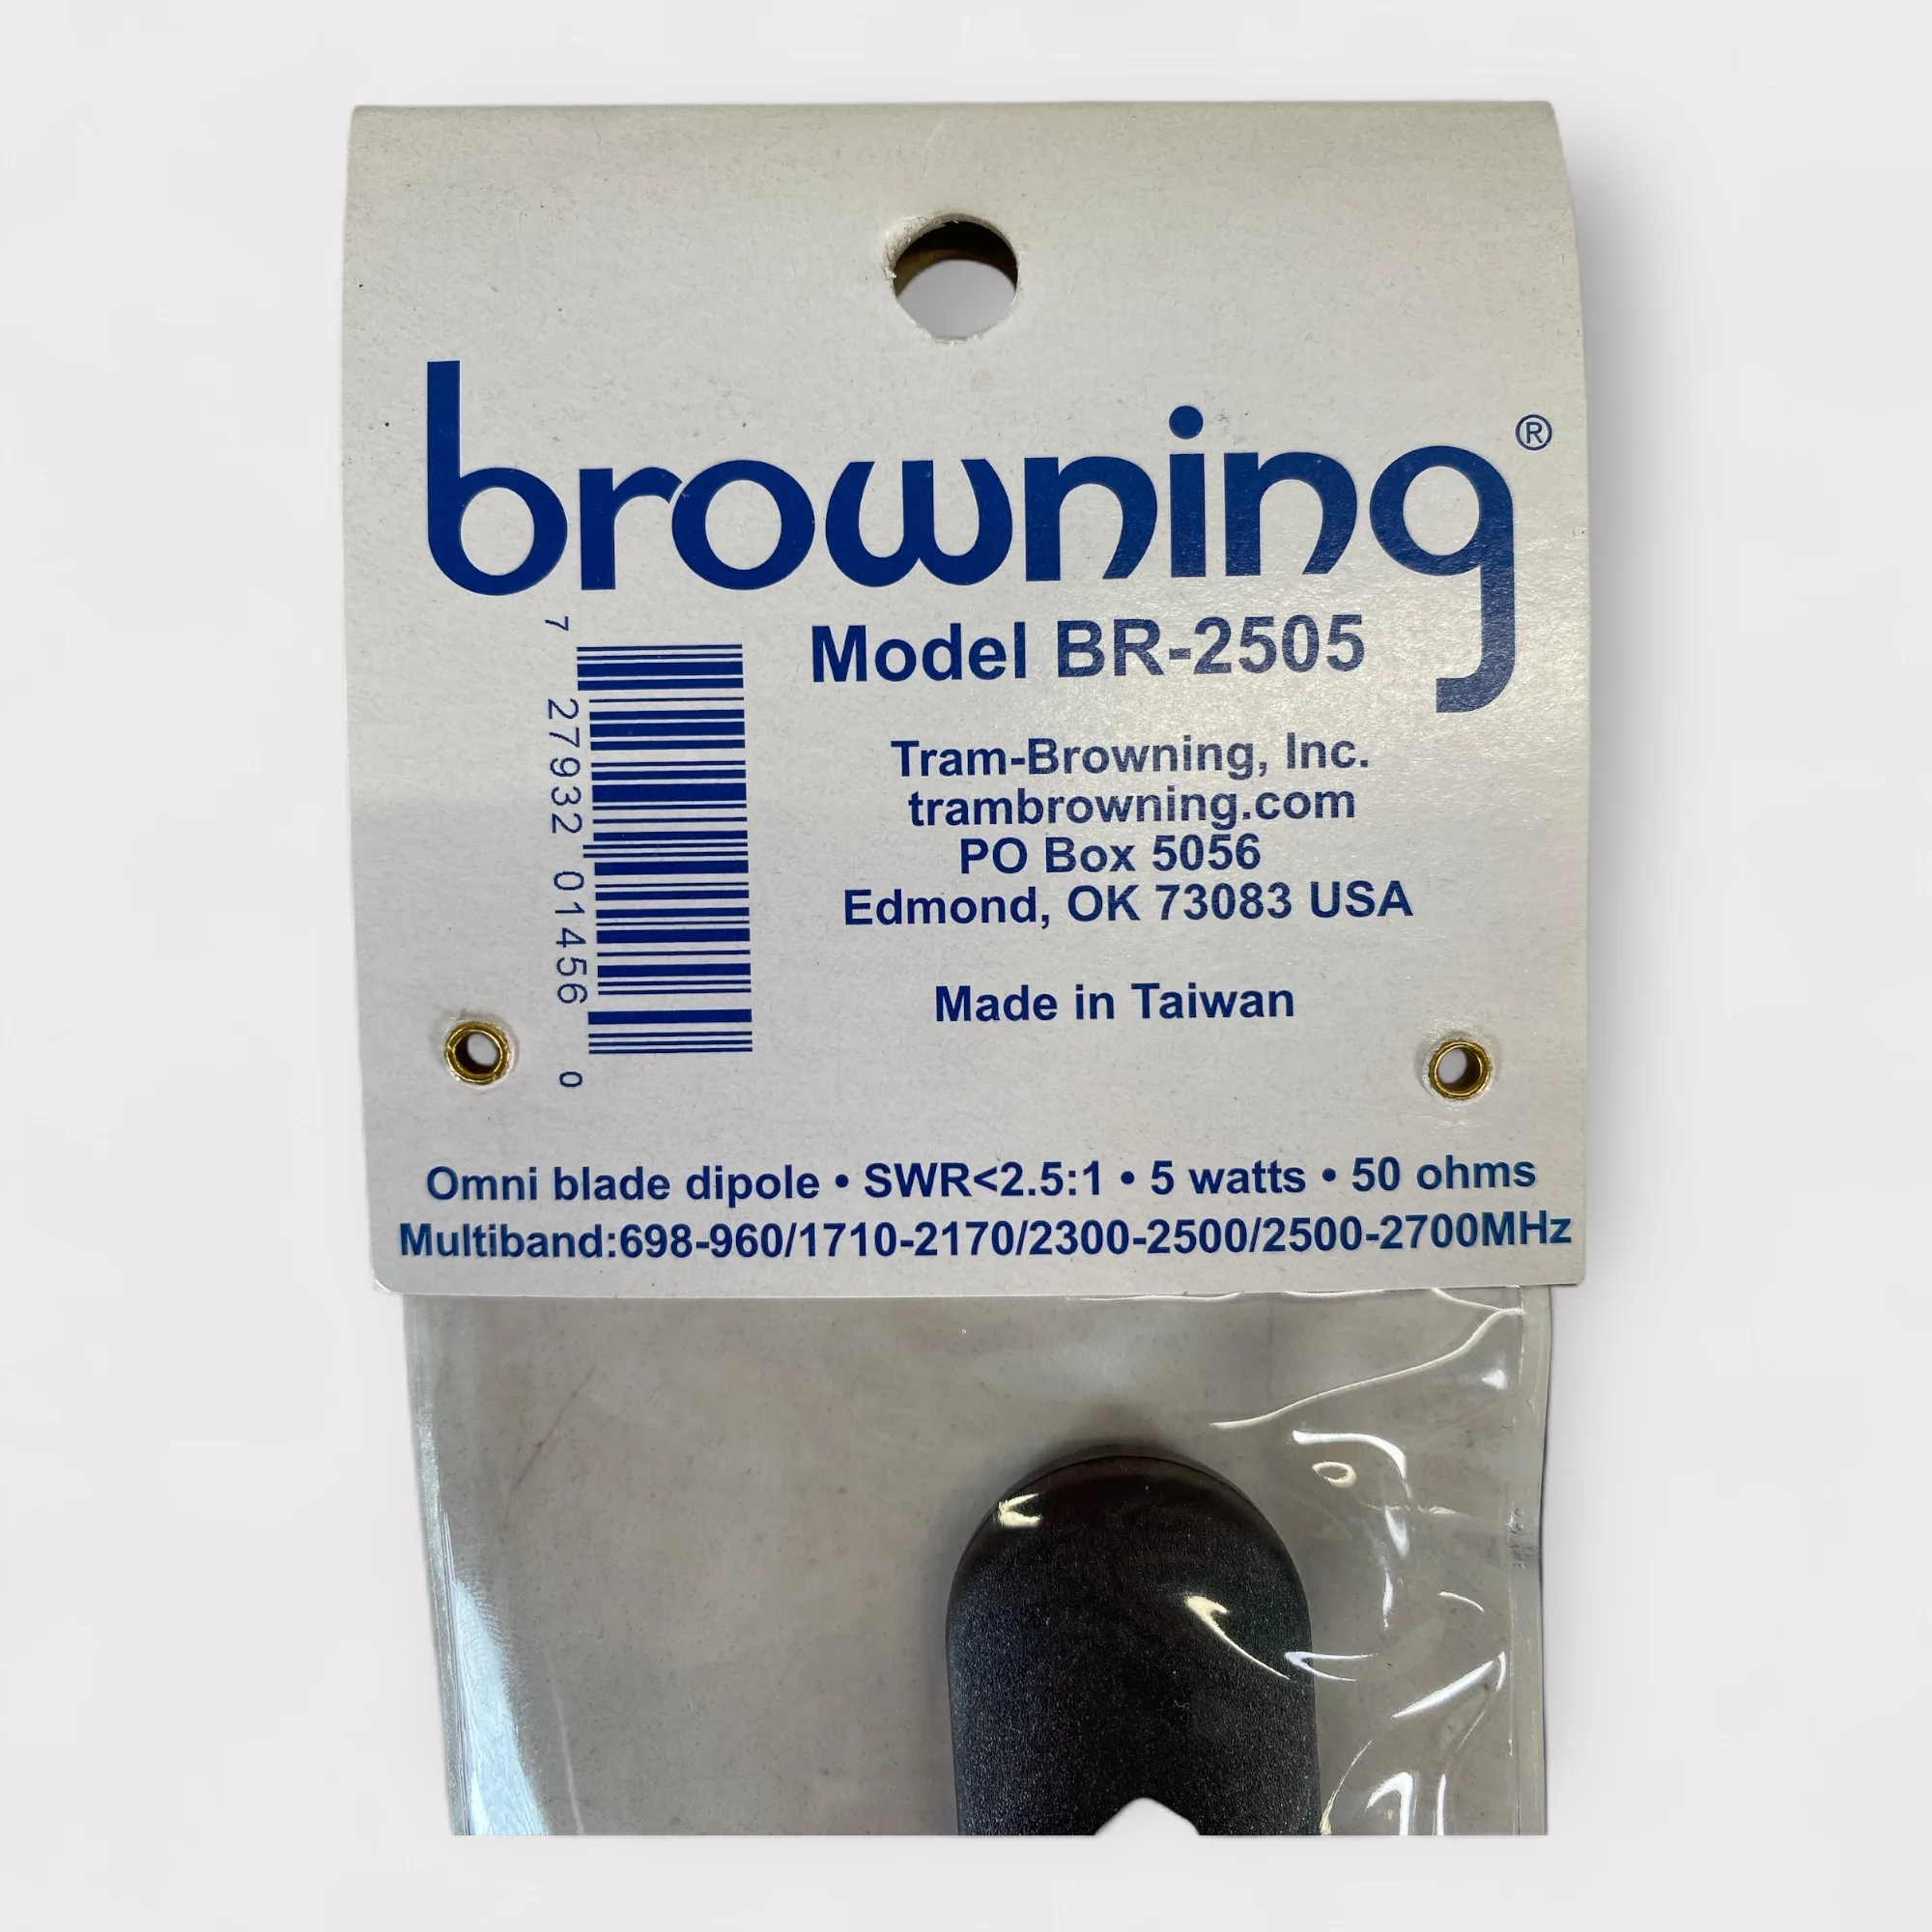 browning®
Model BR-2505
7 27932 01456 0
Tram-Browning, Inc.
trambrowning.com
PO Box 5056
Edmond, OK 73083 USA
Made in Taiwan
Omni blade dipole • SWR<2.5:1 • 5 watts • 50 ohms
Multiband:698-960/1710-2170/2300-2500/2500-2700MHz